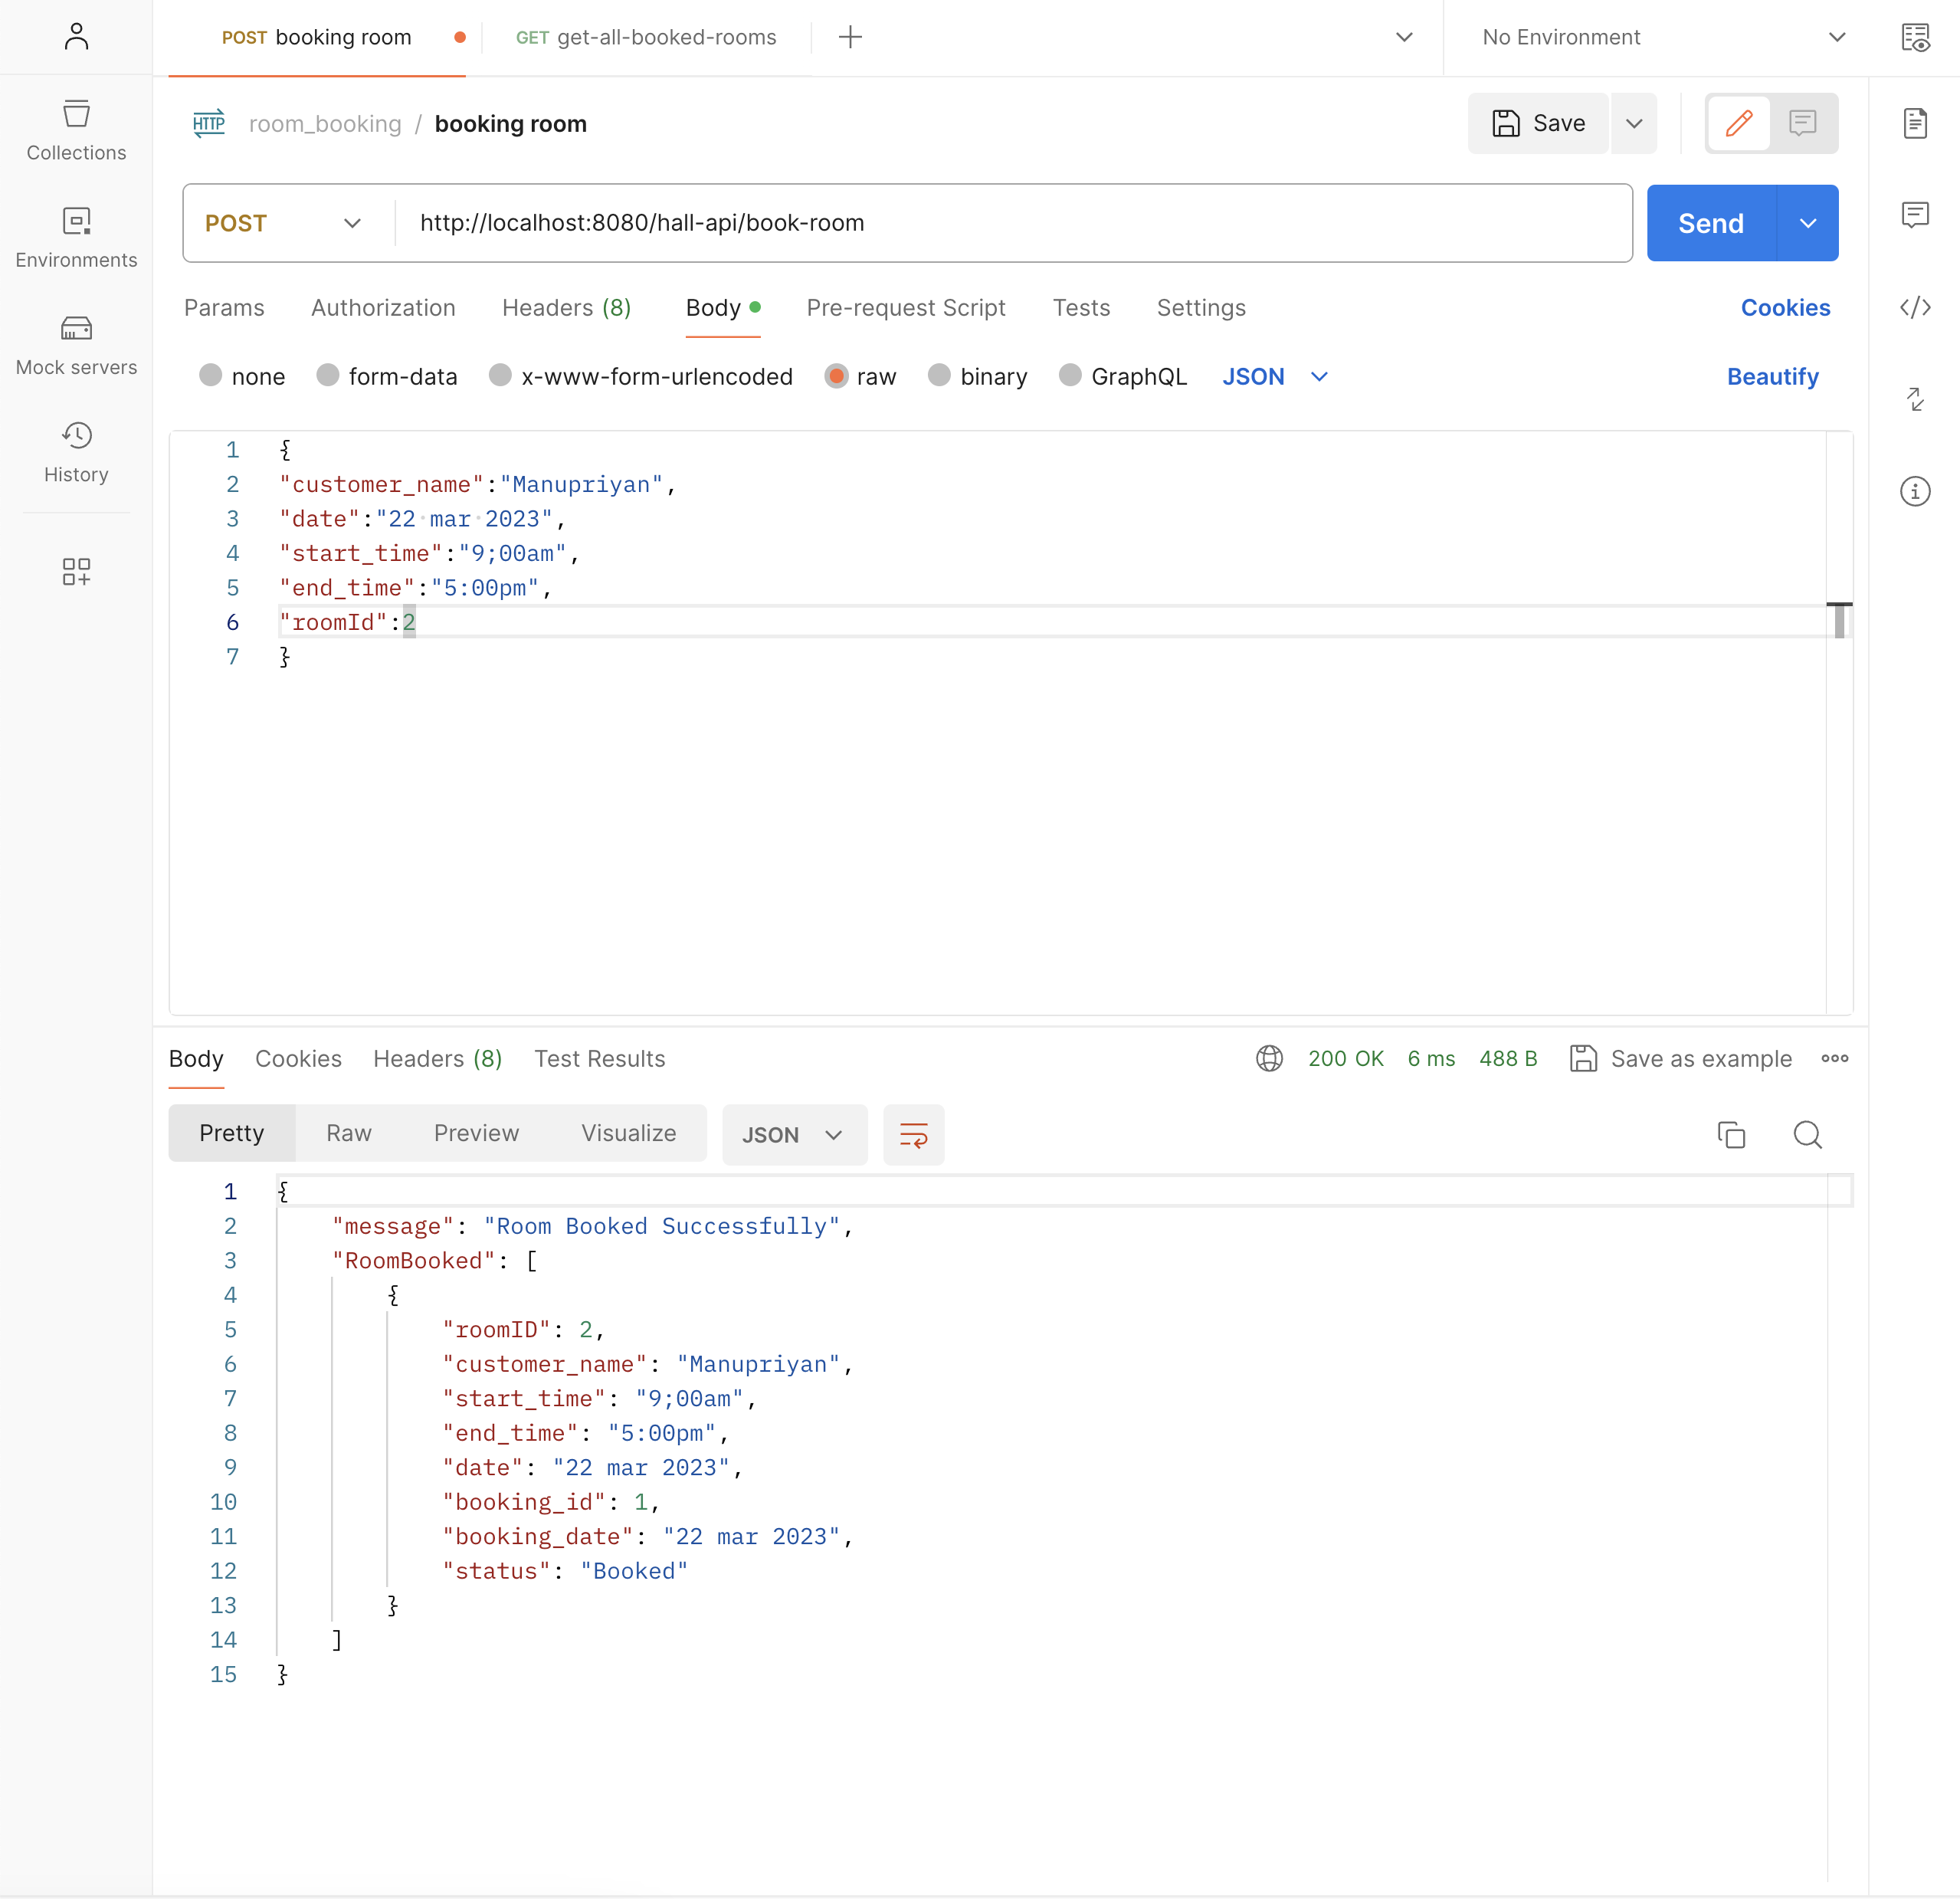 POST booking room GET get-all-booked-rooms No Environment
HTTP room_booking / booking room Save
Collections
Environments
Mock servers
History
POST http://localhost:8080/hall-api/book-room Send
Params Authorization Headers (8) Body Pre-request Script Tests Settings Cookies
none form-data x-www-form-urlencoded raw binary GraphQL JSON Beautify
1 {
2 "customer_name":"Manupriyan",
3 "date":"22 mar 2023",
4 "start_time":"9;00am",
5 "end_time":"5:00pm",
6 "roomId":2
7 }
Body Cookies Headers (8) Test Results 200 OK 6 ms 488 B Save as example
Pretty Raw Preview Visualize JSON
1 {
2 "message": "Room Booked Successfully",
3 "RoomBooked": [
4 {
5 "roomID": 2,
6 "customer_name": "Manupriyan",
7 "start_time": "9;00am",
8 "end_time": "5:00pm",
9 "date": "22 mar 2023",
10 "booking_id": 1,
11 "booking_date": "22 mar 2023",
12 "status": "Booked"
13 }
14 ]
15 }